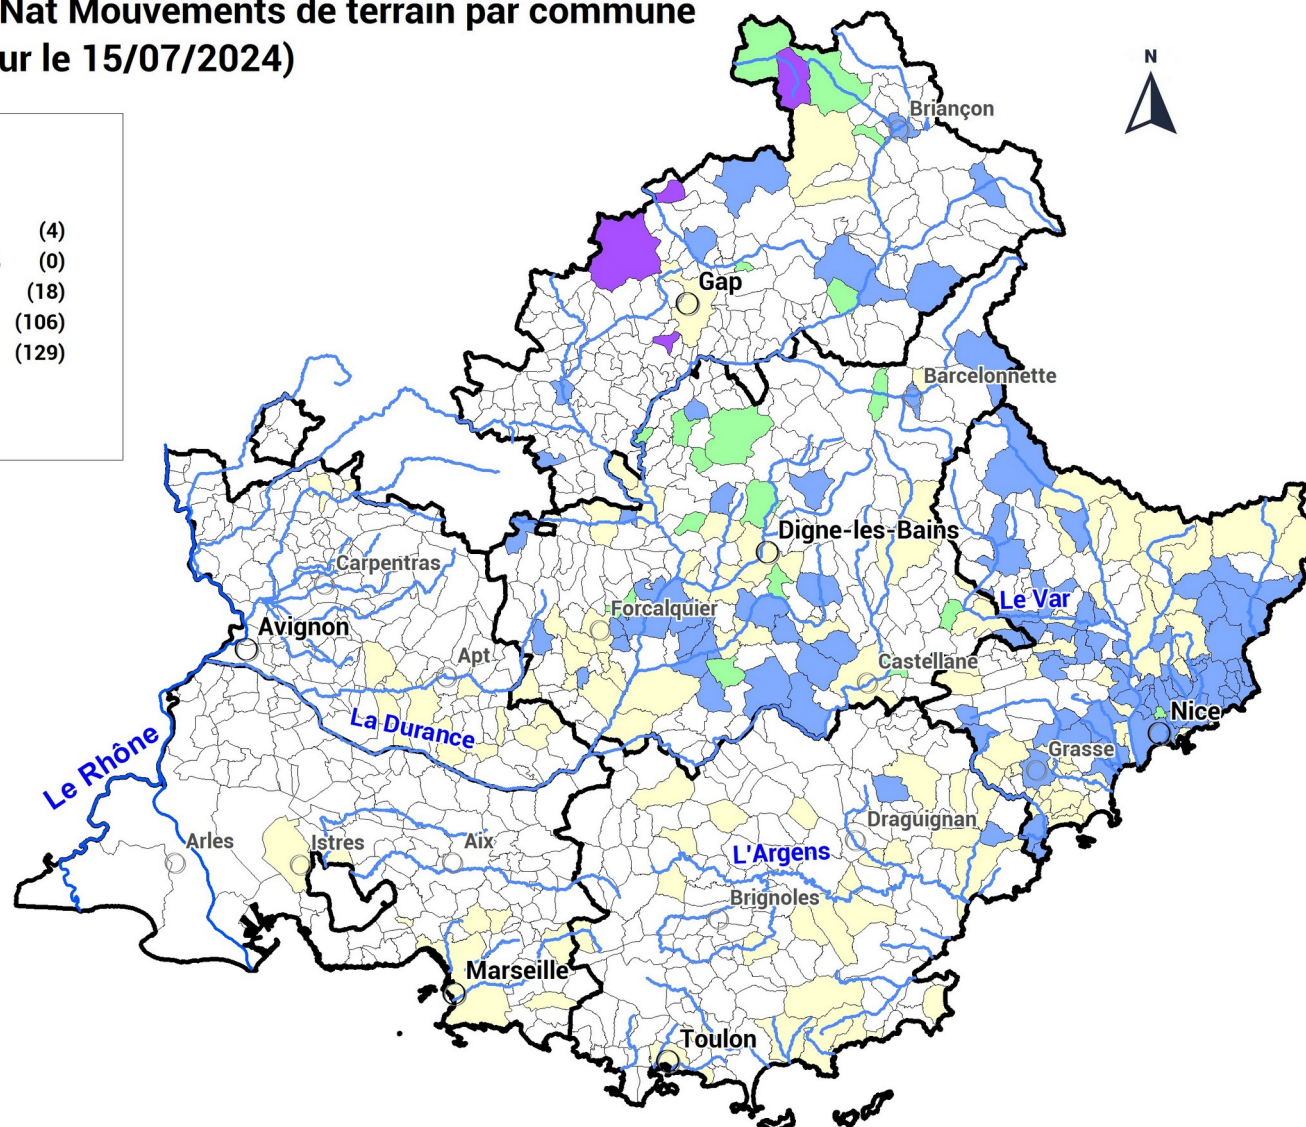 Nat Mouvements de terrain par commune
ur le 15/07/2024)
N
(4)
(0)
(18)
(106)
(129)
Briançon
Gap
Barcelonnette
Digne-les-Bains
Carpentras
Le Var
Forcalquier
Avignon
Apt
Castellane
La Durance
Nice
Le Rhône
Grasse
Draguignan
Arles
Istres
Aix
L'Argens
Brignoles
Marseille
Toulon